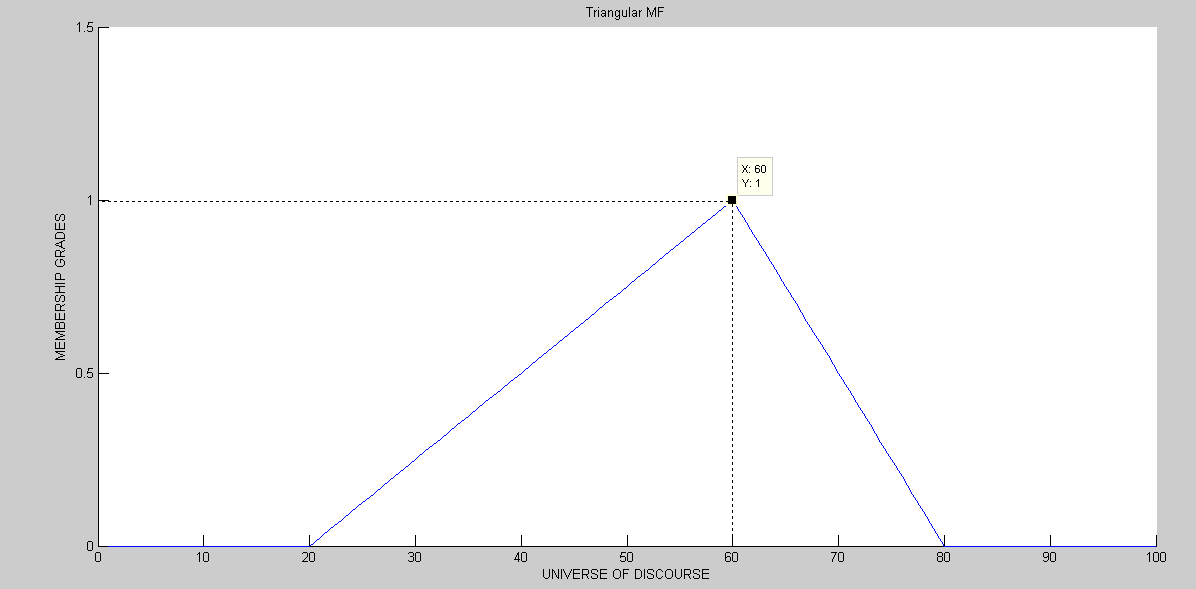 Triangular MF
1.5
X: 60
Y: 1
1
MEMBERSHIP GRADES
0.5
0
0 10 20 30 40 50 60 70 80 90 100
UNIVERSE OF DISCOURSE